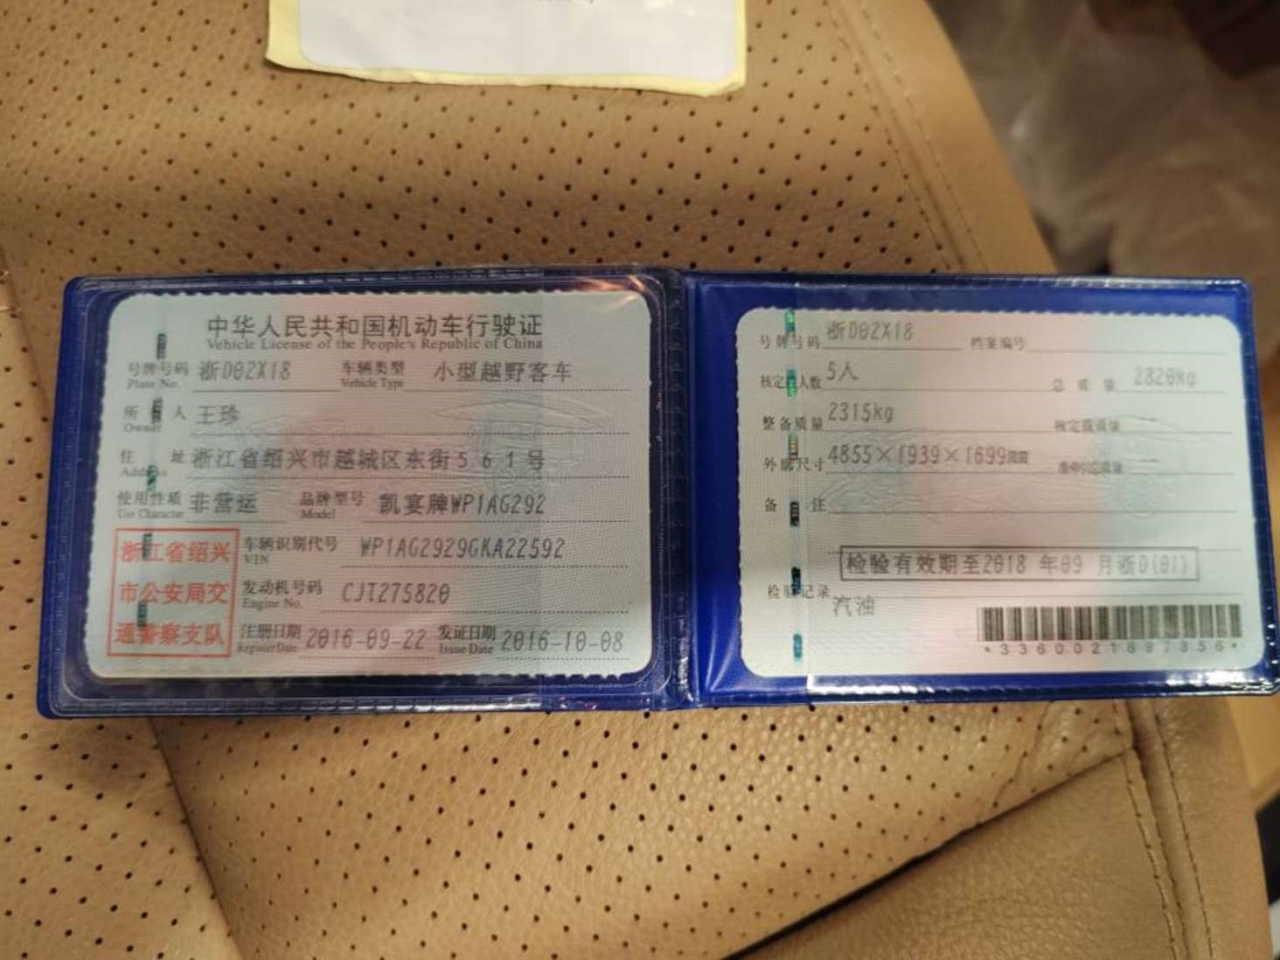 中华人民共和国机动车行驶证
Vehicle License of the People's Republic of China
号牌号码 浙D02X18 车辆类型 小型越野客车
Plate No. Vehicle Type
所 人 王珍
Owner
住 址 浙江省绍兴市越城区东街561号
Address
使用性质 非营运 品牌型号 凯宴牌WP1AG292
Use Character Model
浙江省绍兴
市公安局交
通警察支队
车辆识别代号 WP1AG2929GKA22592
VIN
发动机号码 CJT275820
Engine No.
注册日期 2016-09-22 发证日期 2016-10-08
Register Date Issue Date
号牌号码 浙D02X18 档案编号
核定 人数 5人 总 质 量 2820kg
整备质量 2315kg 核定载质量 --
外廓尺寸 4855×1939×1699mm --
备 注
检验有效期至2018 年09 月浙D(01)
检验记录
汽油